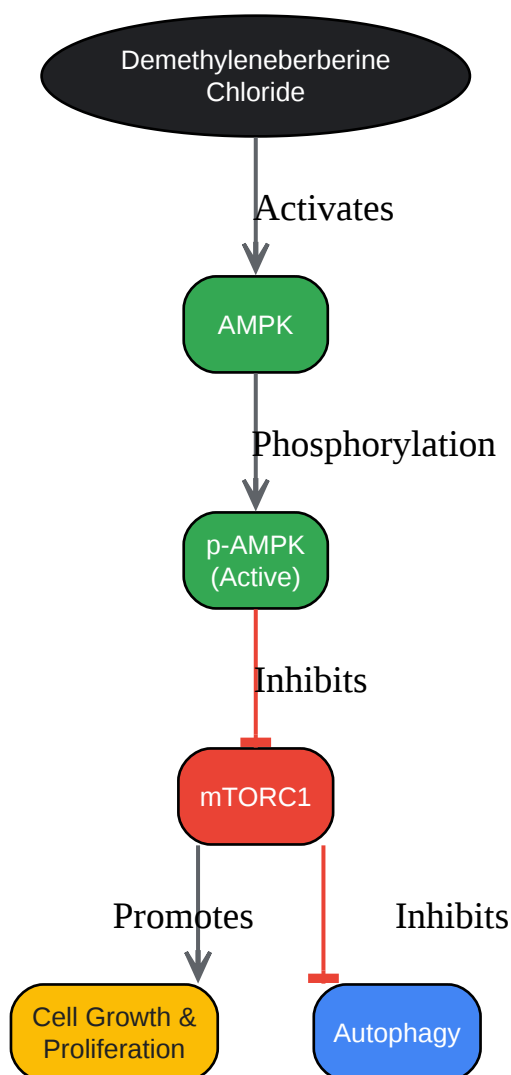 Demethyleneberberine
Chloride
Activates
AMPK
Phosphorylation
p-AMPK
(Active)
Inhibits
mTORC1
Promotes
Inhibits
Cell Growth &
Proliferation
Autophagy